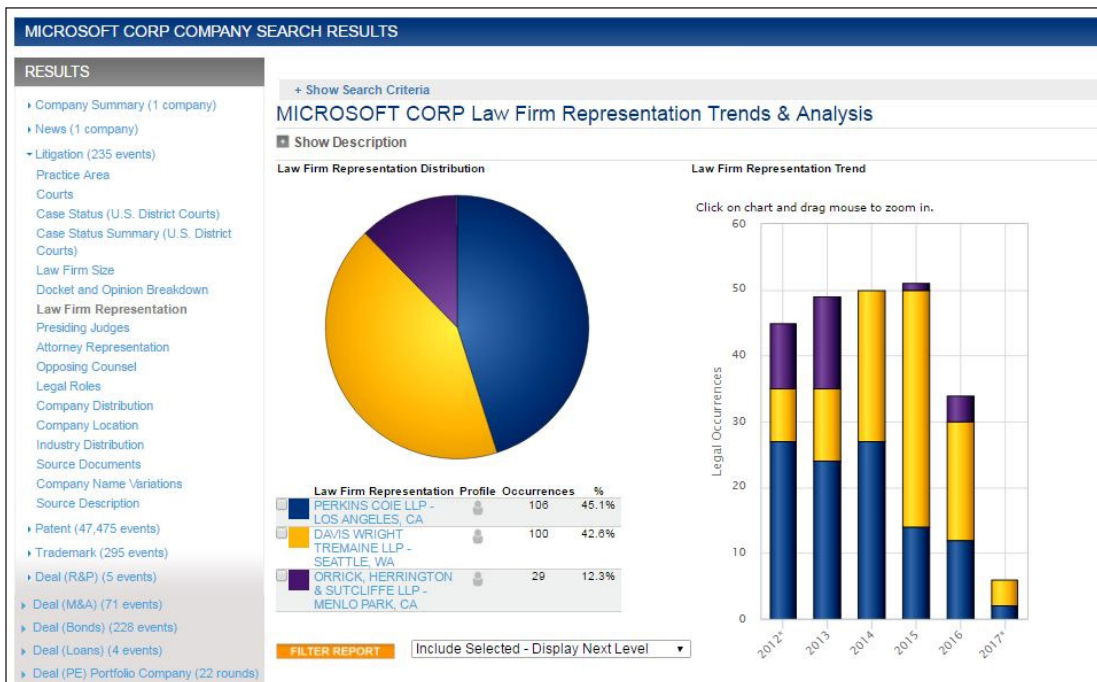 MICROSOFT CORP COMPANY SEARCH RESULTS
RESULTS
Company Summary (1 company)
News (1 company)
Litigation (235 events)
Practice Area
Courts
Case Status (U.S. District Courts)
Case Status Summary (U.S. District
Courts)
Law Firm Size
Docket and Opinion Breakdown
Law Firm Representation
Presiding Judges
Attorney Representation
Opposing Counsel
Legal Roles
Company Distribution
Company Location
Industry Distribution
Source Documents
Company Name Variations
Source Description
Patent (47,475 events)
Trademark (295 events)
Deal (R&P) (5 events)
Deal (M&A) (71 events)
Deal (Bonds) (228 events)
Deal (Loans) (4 events)
Deal (PE) Portfolio Company (22 rounds)
+ Show Search Criteria
MICROSOFT CORP Law Firm Representation Trends & Analysis
Show Description
Law Firm Representation Distribution
Law Firm Representation Profile Occurrences %
PERKINS COIE LLP - 106 45.1%
LOS ANGELES, CA
DAVIS WRIGHT 100 42.6%
TREMAINE LLP -
SEATTLE, WA
ORRICK, HERRINGTON 29 12.3%
& SUTCLIFFE LLP -
MENLO PARK, CA
FILTER REPORT
Include Selected - Display Next Level
Law Firm Representation Trend
Click on chart and drag mouse to zoom in.
60
50
40
30
20
10
0
Legal Occurrences
2012*
2013
2014
2015
2016
2017*